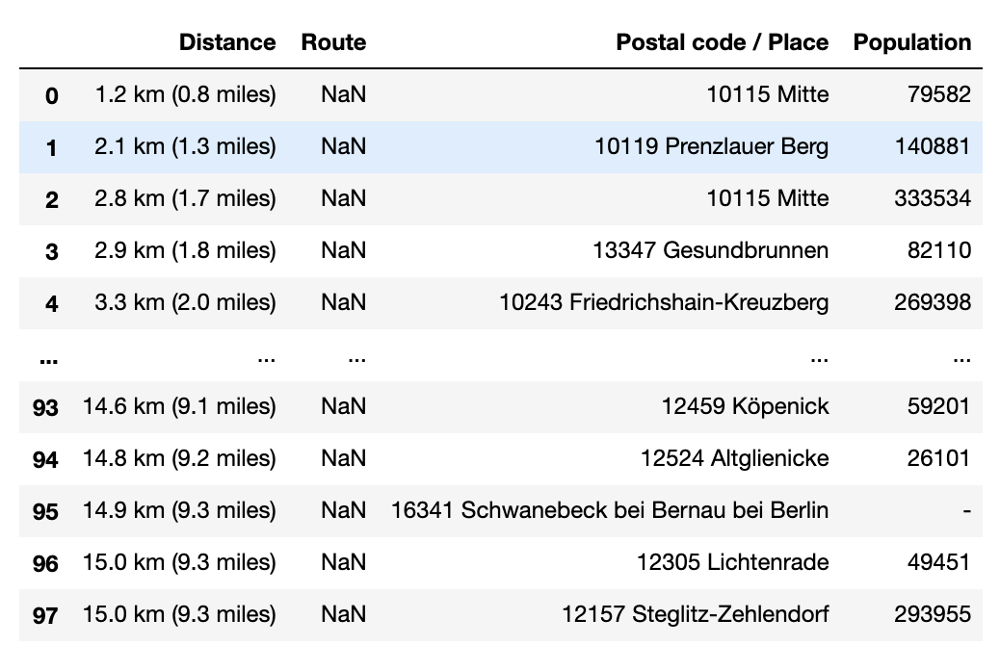 Distance Route Postal code / Place Population
0 1.2 km (0.8 miles) NaN 10115 Mitte 79582
1 2.1 km (1.3 miles) NaN 10119 Prenzlauer Berg 140881
2 2.8 km (1.7 miles) NaN 10115 Mitte 333534
3 2.9 km (1.8 miles) NaN 13347 Gesundbrunnen 82110
4 3.3 km (2.0 miles) NaN 10243 Friedrichshain-Kreuzberg 269398
... ... ... ... ...
93 14.6 km (9.1 miles) NaN 12459 Köpenick 59201
94 14.8 km (9.2 miles) NaN 12524 Altglienicke 26101
95 14.9 km (9.3 miles) NaN 16341 Schwanebeck bei Bernau bei Berlin -
96 15.0 km (9.3 miles) NaN 12305 Lichtenrade 49451
97 15.0 km (9.3 miles) NaN 12157 Steglitz-Zehlendorf 293955